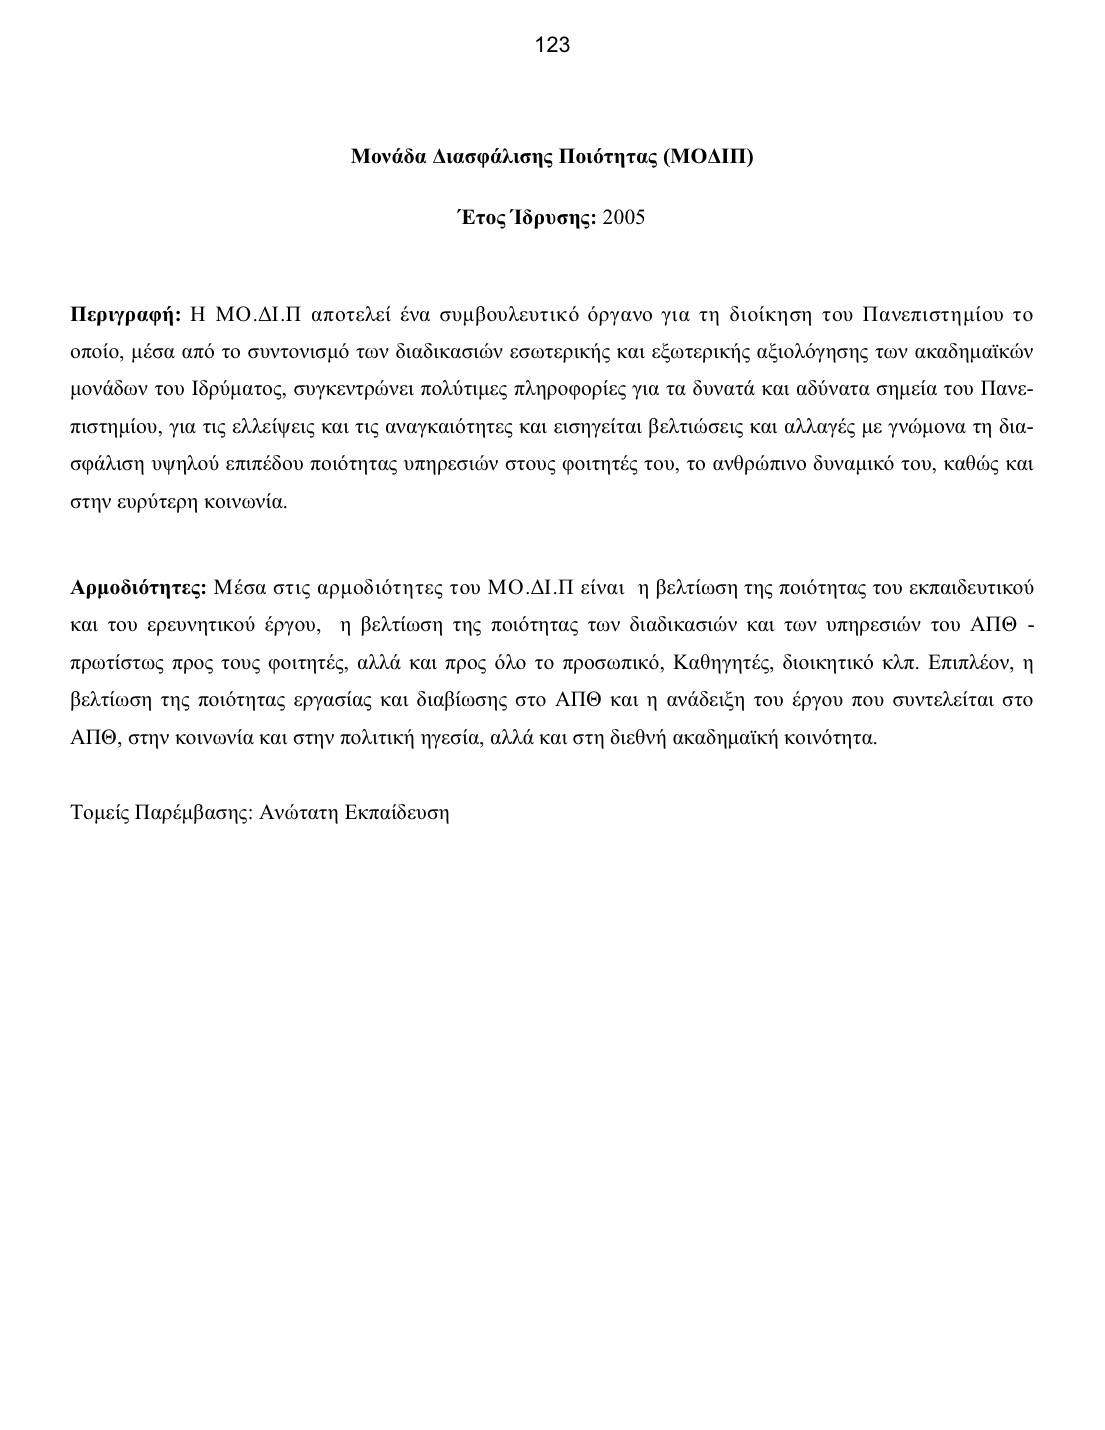 123
Μονάδα Διασφάλισης Ποιότητας (ΜΟΔΙΠ)
Έτος Ίδρυσης: 2005
Περιγραφή: Η ΜΟ.ΔΙ.Π αποτελεί ένα συμβουλευτικό όργανο για τη διοίκηση του Πανεπιστημίου το
οποίο, μέσα από το συντονισμό των διαδικασιών εσωτερικής και εξωτερικής αξιολόγησης των ακαδημαϊκών
μονάδων του Ιδρύματος, συγκεντρώνει πολύτιμες πληροφορίες για τα δυνατά και αδύνατα σημεία του Πανε-
πιστημίου, για τις ελλείψεις και τις αναγκαιότητες και εισηγείται βελτιώσεις και αλλαγές με γνώμονα τη δια-
σφάλιση υψηλού επιπέδου ποιότητας υπηρεσιών στους φοιτητές του, το ανθρώπινο δυναμικό του, καθώς και
στην ευρύτερη κοινωνία.
Αρμοδιότητες: Μέσα στις αρμοδιότητες του ΜΟ.ΔΙ.Π είναι  η βελτίωση της ποιότητας του εκπαιδευτικού
και του ερευνητικού έργου,  η βελτίωση της ποιότητας των διαδικασιών και των υπηρεσιών του ΑΠΘ -
πρωτίστως προς τους φοιτητές, αλλά και προς όλο το προσωπικό, Καθηγητές, διοικητικό κλπ. Επιπλέον, η
βελτίωση της ποιότητας εργασίας και διαβίωσης στο ΑΠΘ και η ανάδειξη του έργου που συντελείται στο
ΑΠΘ, στην κοινωνία και στην πολιτική ηγεσία, αλλά και στη διεθνή ακαδημαϊκή κοινότητα.
Τομείς Παρέμβασης: Ανώτατη Εκπαίδευση